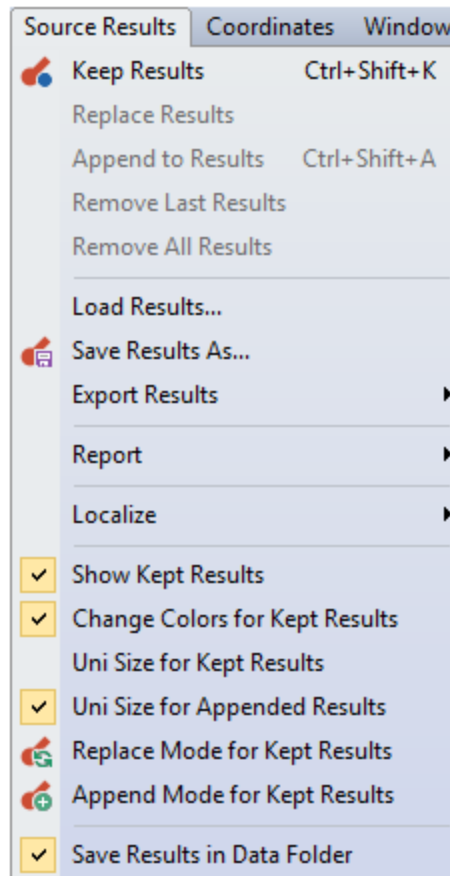 Source Results Coordinates Window
Keep Results Ctrl+Shift+K
Replace Results
Append to Results Ctrl+Shift+A
Remove Last Results
Remove All Results
Load Results...
Save Results As...
Export Results
Report
Localize
Show Kept Results
Change Colors for Kept Results
Uni Size for Kept Results
Uni Size for Appended Results
Replace Mode for Kept Results
Append Mode for Kept Results
Save Results in Data Folder